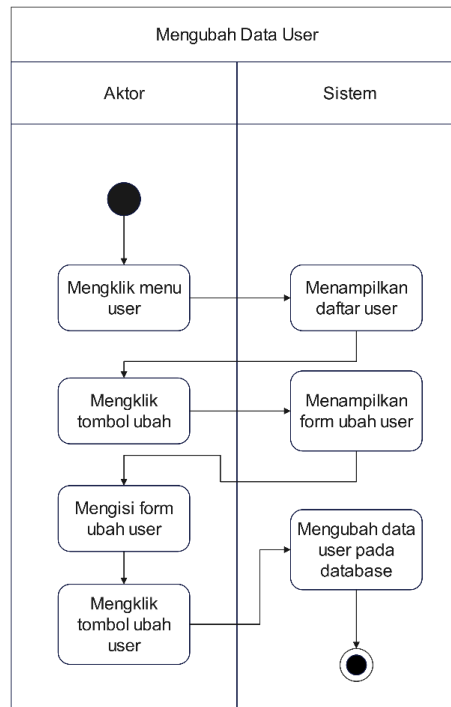 Mengubah Data User
Aktor
Sistem
Mengklik menu
user
Menampilkan
daftar user
Mengklik
tombol ubah
Menampilkan
form ubah user
Mengisi form
ubah user
Mengubah data
user pada
database
Mengklik
tombol ubah
user